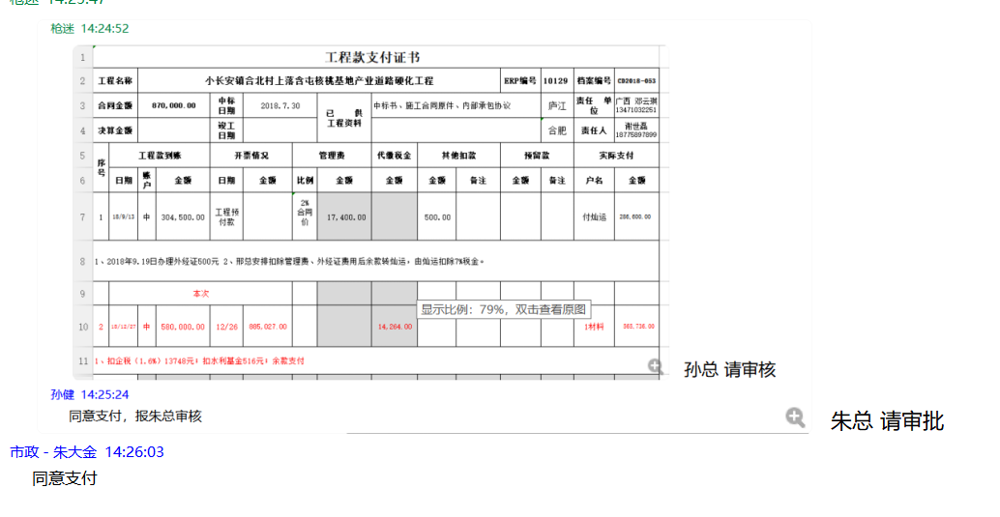 枪迷 14:24:52
1 工程款支付证书
2 工程名称 小长安镇合北村上落含屯核桃基地产业道路硬化工程 ERP编号 10129 档案编号 CD2018-053
3 合同金额 870,000.00 中标日期 2018.7.30 已 供 工程资料 中标书、施工合同原件、内部承包协议 庐江 责任 单位 广西 邓云祺 13471032251
4 决算金额 竣工日期 合肥 责任人 谢世磊 18775897899
5 序号 工程款到账 开票情况 管理费 代缴税金 其他扣款 预留款 实际支付
6 日期 账户 金额 日期 金额 比例 金额 金额 金额 备注 金额 备注 户名 金额
7 1 18/9/13 中 304,500.00 工程预付款 2% 合同价 17,400.00 500.00 付灿运 286,600.00
8 1、2018年9.19日办理外经证500元 2、邢总安排扣除管理费、外经证费用后余款转灿运，由灿运扣除7%税金。
9 本次
显示比例：79%，双击查看原图
10 2 18/12/27 中 580,000.00 12/26 885,027.00 14,264.00 1材料 565,736.00
11 1、扣企税（1.6%）13748元；扣水利基金516元；余款支付
孙总 请审核
孙健 14:25:24
同意支付，报朱总审核
朱总 请审批
市政 - 朱大金 14:26:03
同意支付